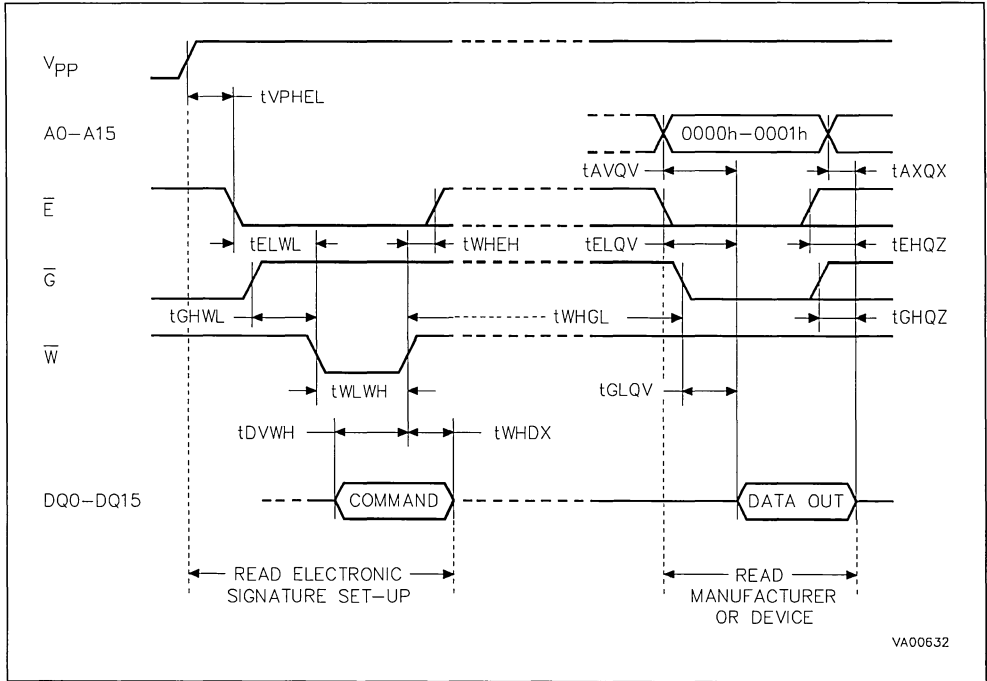 VPP
tVPHEL
A0–A15
0000h–0001h
tAVQV
tAXQX
E
tELWL
tWHEH
tELQV
tEHQZ
G
tGHWL
tWHGL
tGHQZ
W
tWLWH
tGLQV
tDVWH
tWHDX
DQ0–DQ15
COMMAND
DATA OUT
READ ELECTRONIC
SIGNATURE SET–UP
READ
MANUFACTURER
OR DEVICE
VA00632